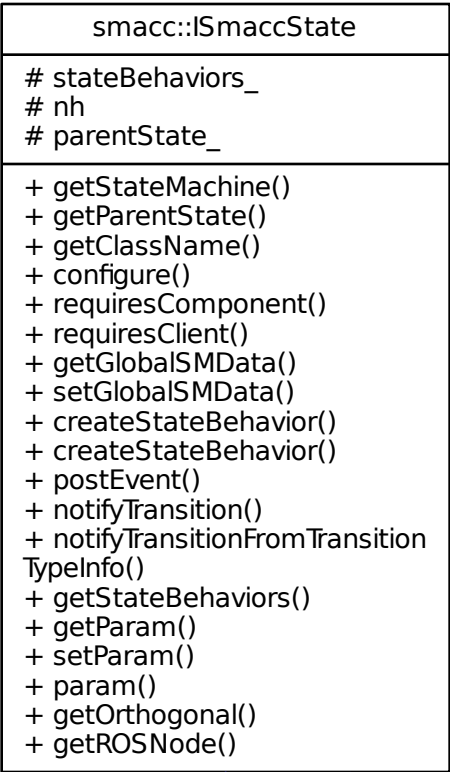 smacc::ISmaccState
# stateBehaviors_
# nh
# parentState_
+ getStateMachine()
+ getParentState()
+ getClassName()
+ configure()
+ requiresComponent()
+ requiresClient()
+ getGlobalSMData()
+ setGlobalSMData()
+ createStateBehavior()
+ createStateBehavior()
+ postEvent()
+ notifyTransition()
+ notifyTransitionFromTransition
TypeInfo()
+ getStateBehaviors()
+ getParam()
+ setParam()
+ param()
+ getOrthogonal()
+ getROSNode()